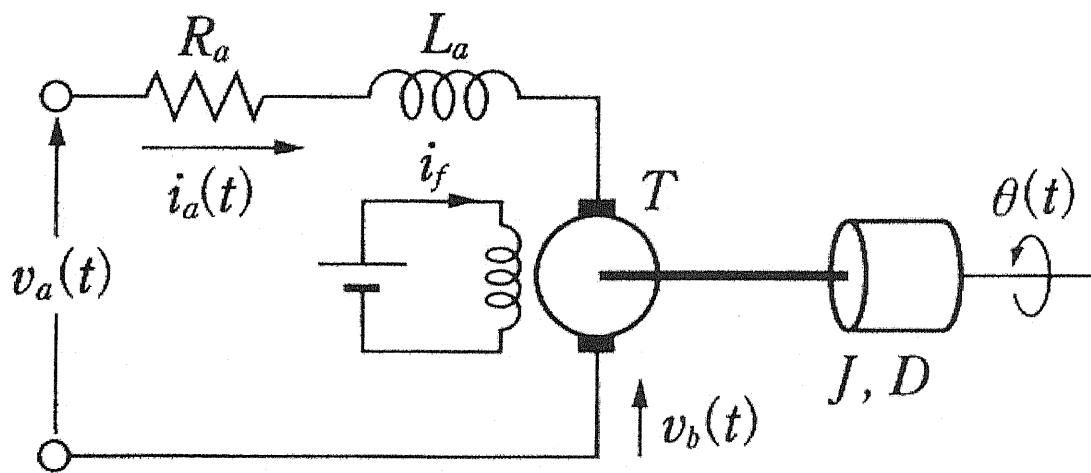 R_a
L_a
i_a(t)
i_f
T
θ(t)
v_a(t)
J, D
v_b(t)